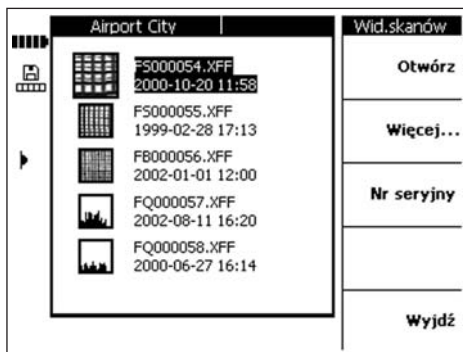 Airport City
Wid.skanów
FS000054.XFF
2000-10-20 11:58
FS000055.XFF
1999-02-28 17:13
FB000056.XFF
2002-01-01 12:00
FQ000057.XFF
2002-08-11 16:20
FQ000058.XFF
2000-06-27 16:14
Otwórz
Więcej...
Nr seryjny
Wyjdź